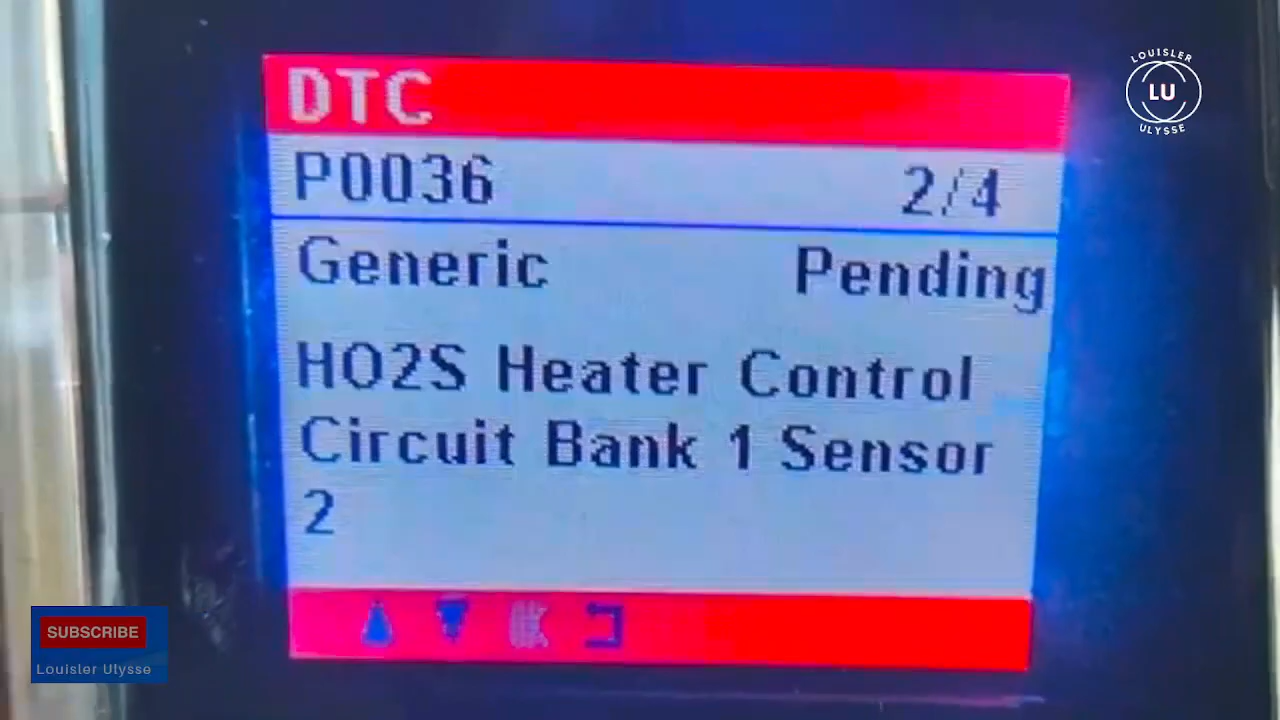 DTC
P0036 2/4
Generic Pending
HO2S Heater Control
Circuit Bank 1 Sensor
2
LOUISLER
LU
ULYSSE
SUBSCRIBE
Louisler Ulysse